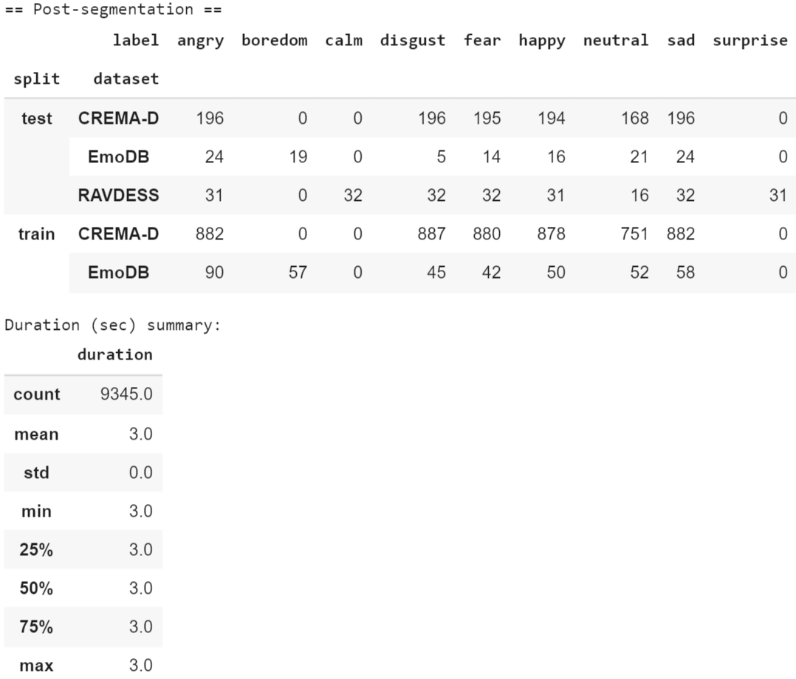 == Post-segmentation ==
label angry boredom calm disgust fear happy neutral sad surprise
split dataset
test CREMA-D 196 0 0 196 195 194 168 196 0
EmoDB 24 19 0 5 14 16 21 24 0
RAVDESS 31 0 32 32 32 31 16 32 31
train CREMA-D 882 0 0 887 880 878 751 882 0
EmoDB 90 57 0 45 42 50 52 58 0
Duration (sec) summary:
duration
count 9345.0
mean 3.0
std 0.0
min 3.0
25% 3.0
50% 3.0
75% 3.0
max 3.0